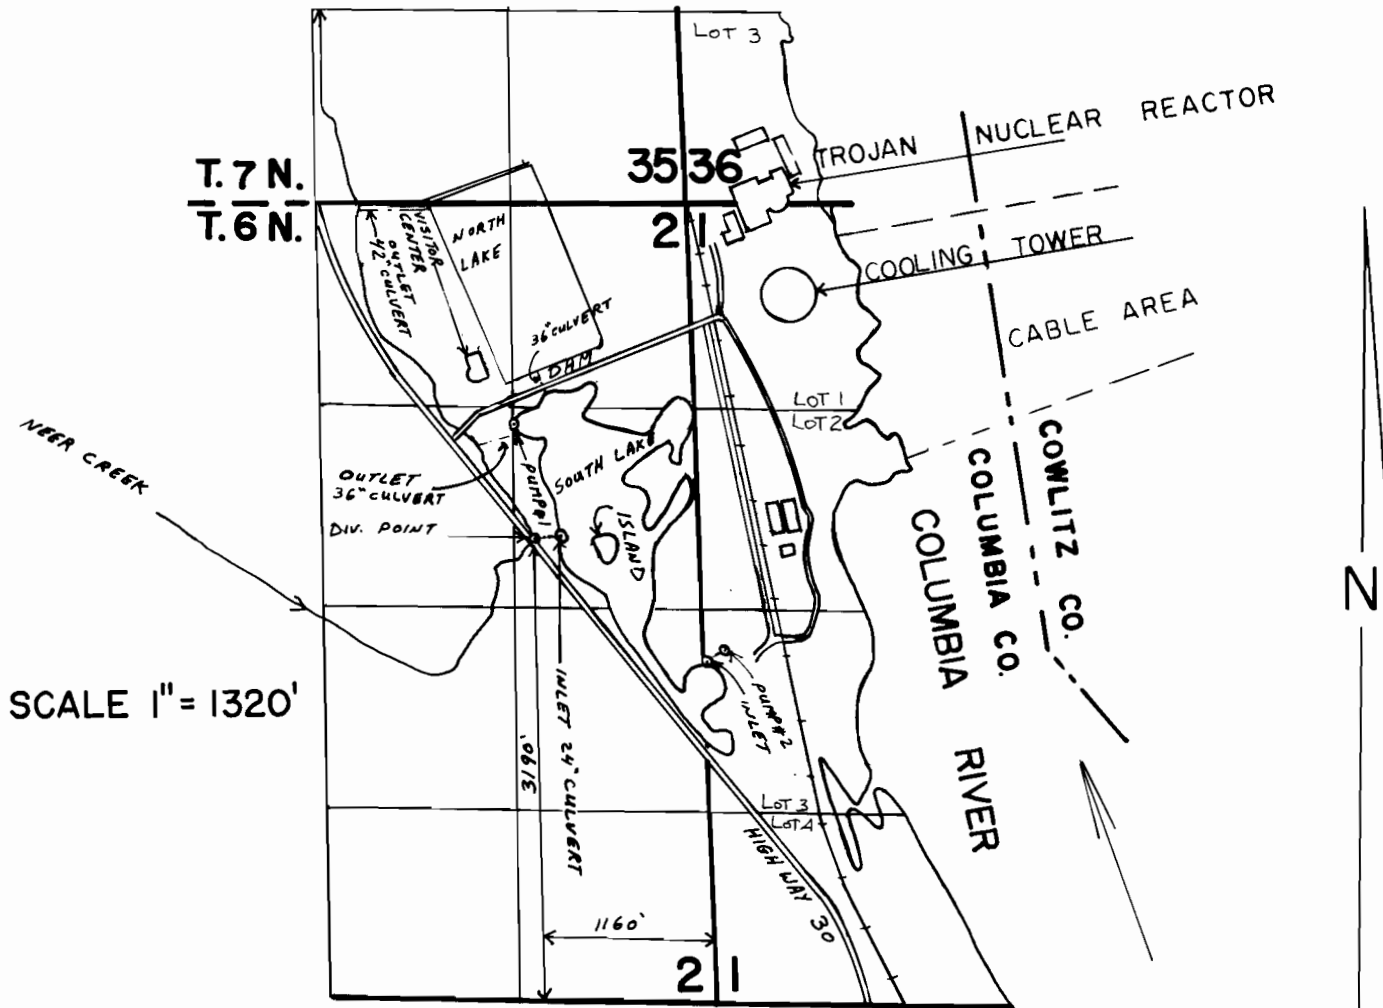 LOT 3
T. 7 N.
T. 6 N.
35 36
2 1
TROJAN NUCLEAR REACTOR
COOLING TOWER
CABLE AREA
VISITOR
CENTER
OUTLET
42" CULVERT
NORTH
LAKE
36" CULVERT
DAM
LOT 1
LOT 2
NEER CREEK
OUTLET
36" CULVERT
DIV. POINT
PUMP#1
SOUTH LAKE
ISLAND
COWLITZ CO.
COLUMBIA CO.
COLUMBIA RIVER
N
SCALE 1" = 1320'
INLET 24" CULVERT
3160'
PUMP#2
INLET
LOT 3
LOT 4
HIGHWAY 30
1160'
2 1